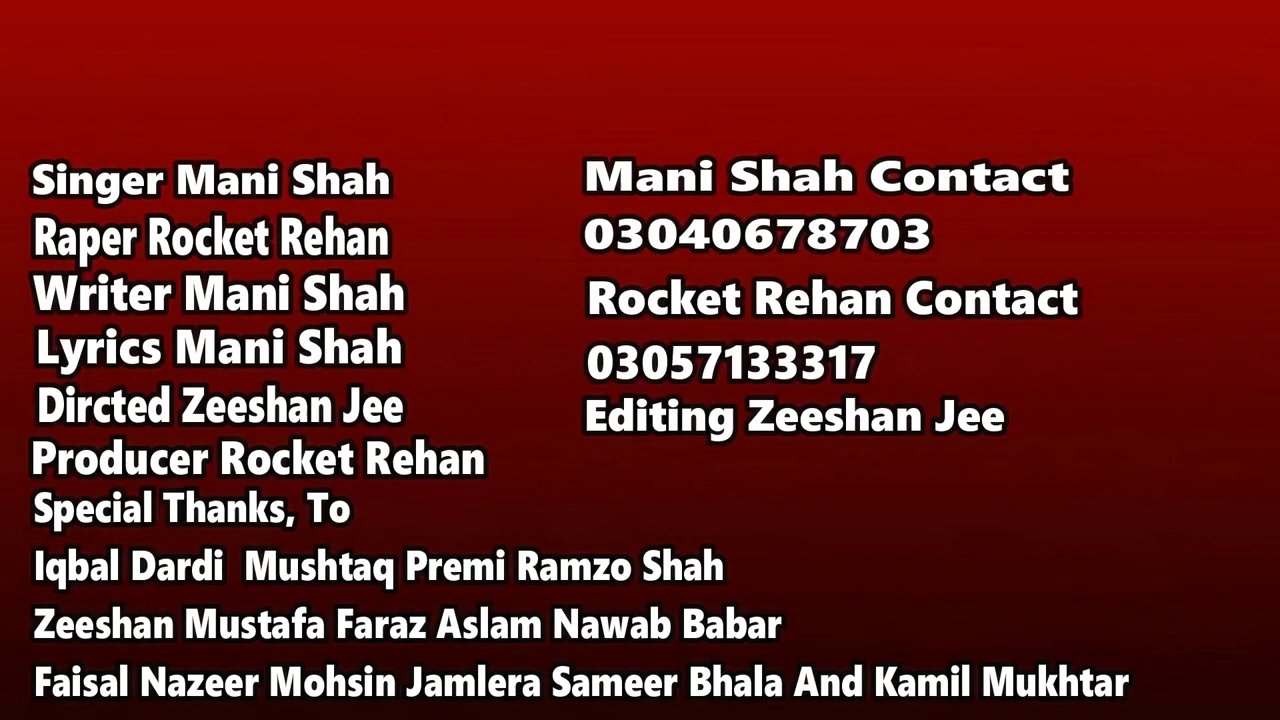 Singer Mani Shah
Raper Rocket Rehan
Writer Mani Shah
Lyrics Mani Shah
Dircted Zeeshan Jee
Producer Rocket Rehan
Special Thanks, To
Iqbal Dardi  Mushtaq Premi Ramzo Shah
Zeeshan Mustafa Faraz Aslam Nawab Babar
Faisal Nazeer Mohsin Jamlera Sameer Bhala And Kamil Mukhtar
Mani Shah Contact
03040678703
Rocket Rehan Contact
03057133317
Editing Zeeshan Jee